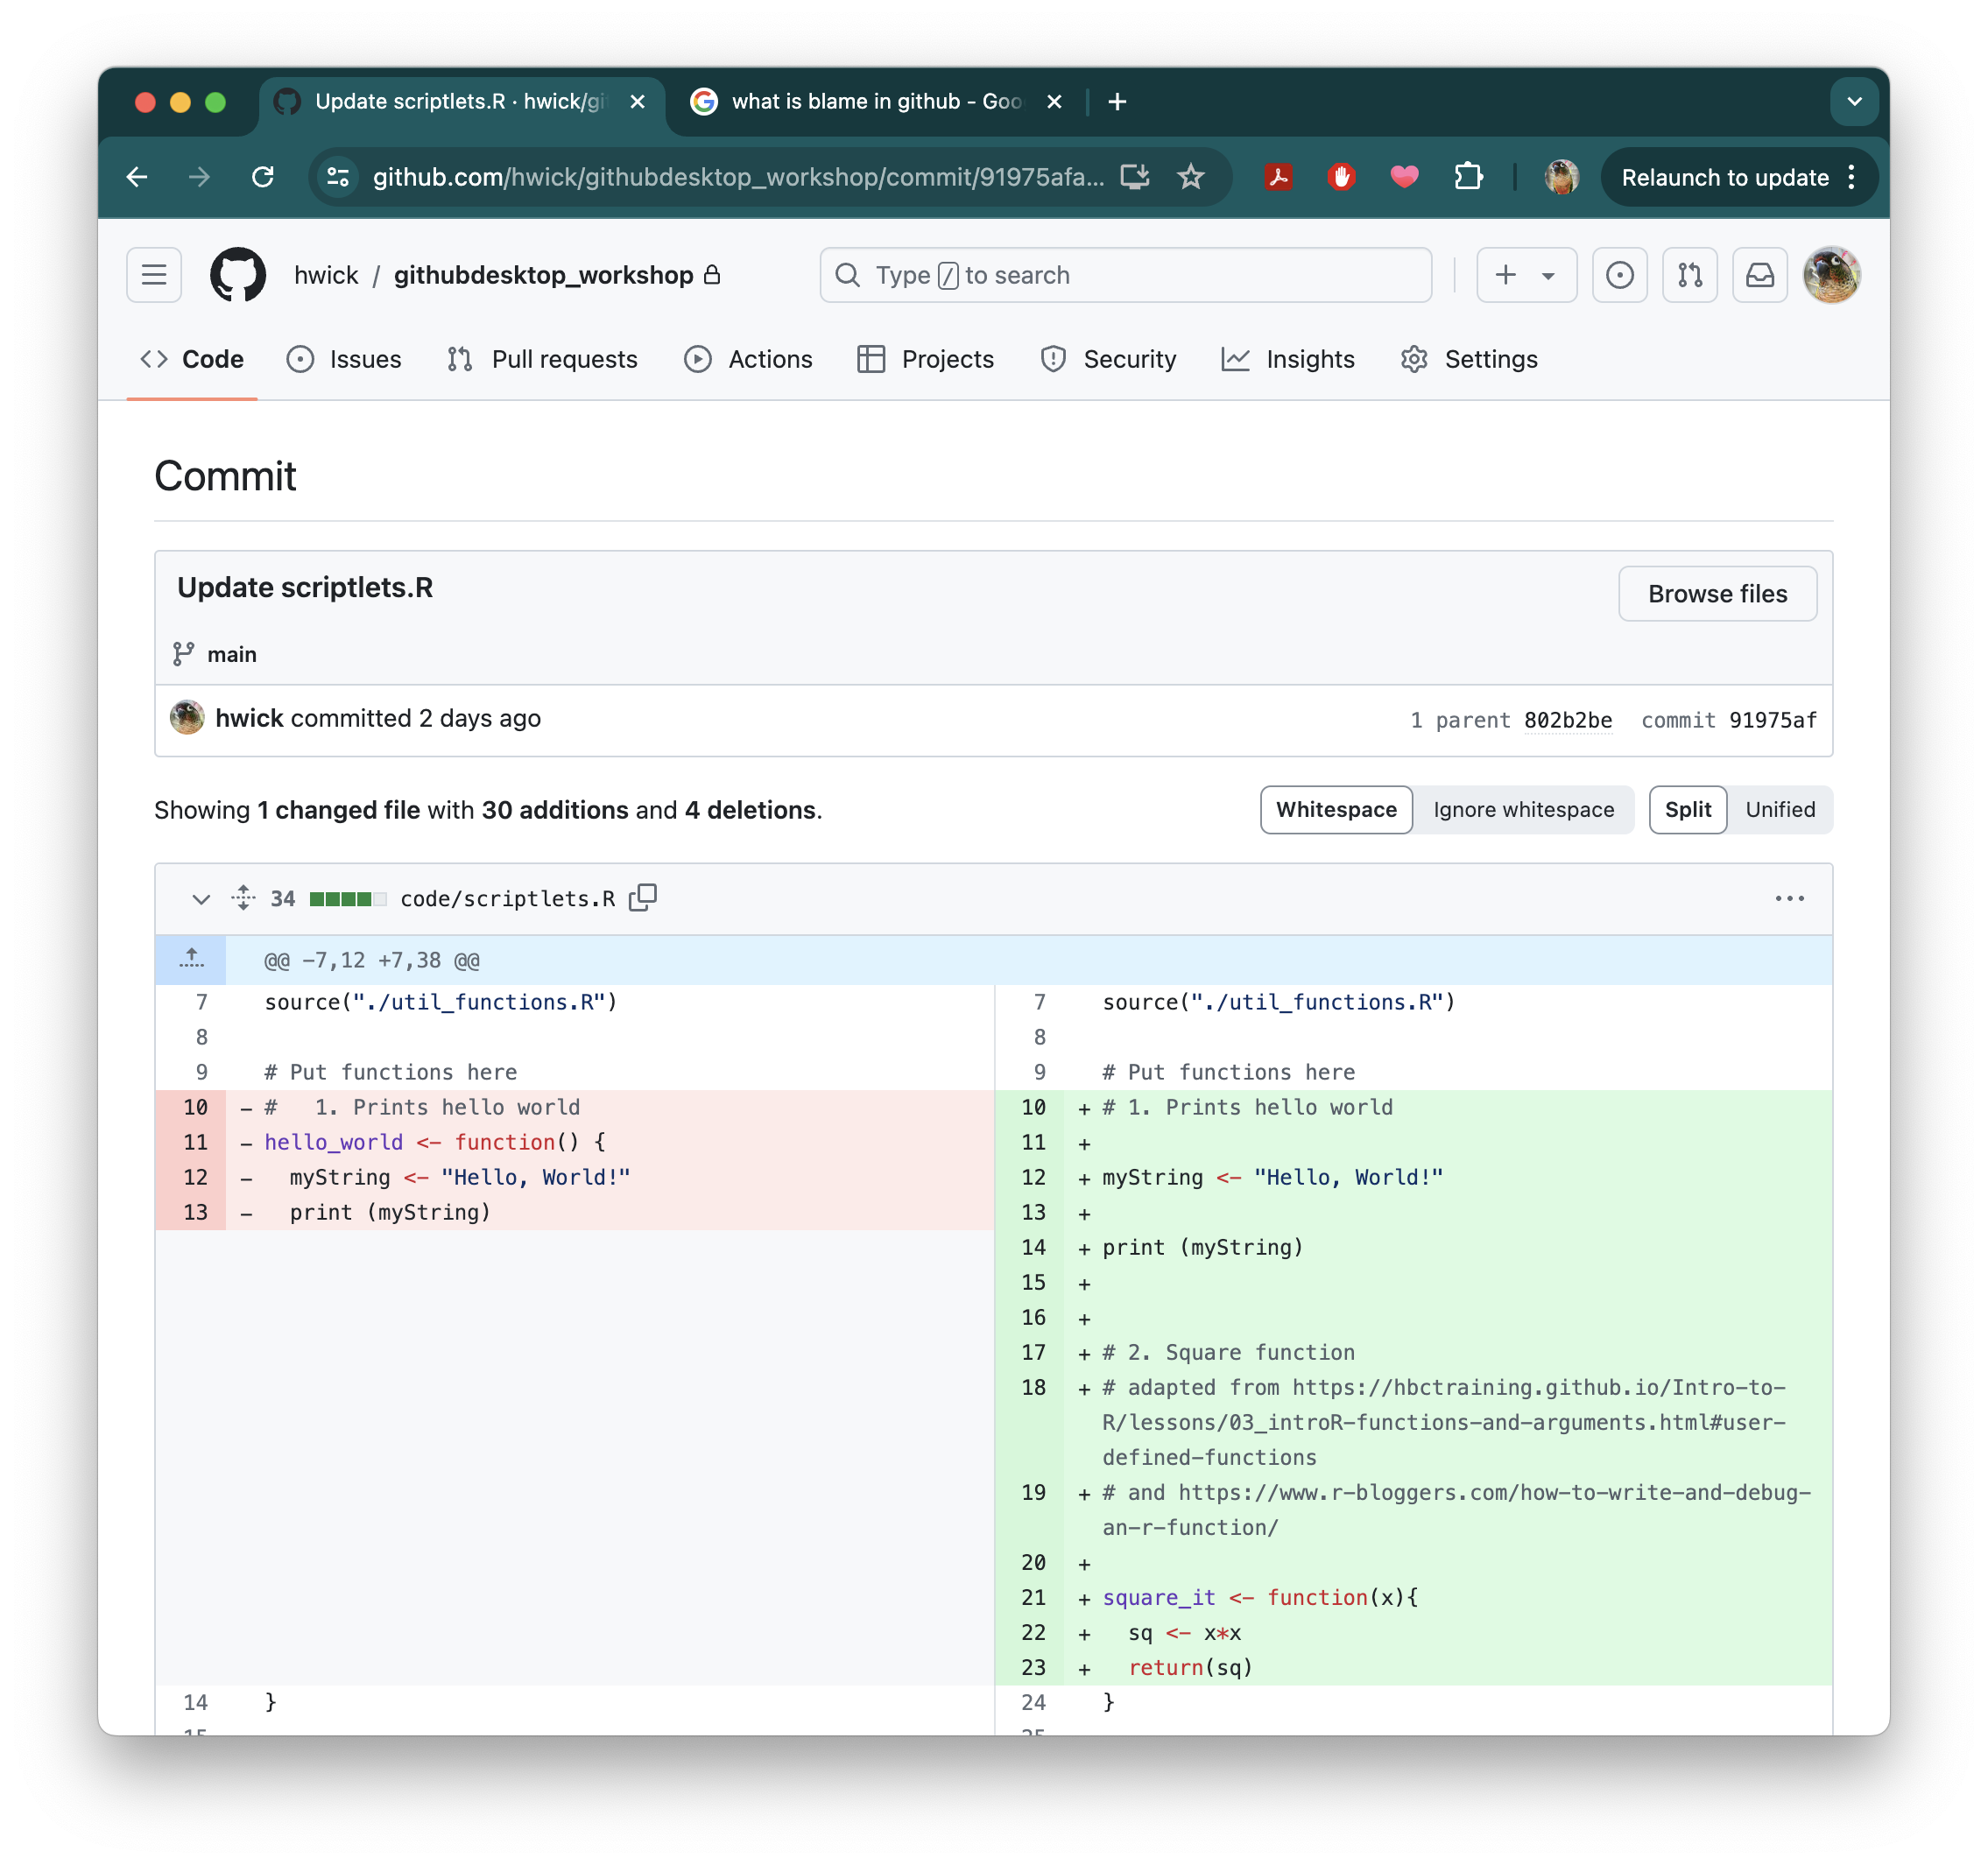 Update scriptlets.R · hwick/gi
what is blame in github - Goo
github.com/hwick/githubdesktop_workshop/commit/91975afa...
Relaunch to update
hwick / githubdesktop_workshop
Type / to search
Code
Issues
Pull requests
Actions
Projects
Security
Insights
Settings
Commit
Update scriptlets.R
Browse files
main
hwick committed 2 days ago
1 parent 802b2be commit 91975af
Showing 1 changed file with 30 additions and 4 deletions.
Whitespace
Ignore whitespace
Split
Unified
34
code/scriptlets.R
@@ -7,12 +7,38 @@
7 source("./util_functions.R")
8
9 # Put functions here
10 - #   1. Prints hello world
11 - hello_world <- function() {
12 -   myString <- "Hello, World!"
13 -   print (myString)
14 }
15
7 source("./util_functions.R")
8
9 # Put functions here
10 + # 1. Prints hello world
11 +
12 + myString <- "Hello, World!"
13 +
14 + print (myString)
15 +
16 +
17 + # 2. Square function
18 + # adapted from https://hbctraining.github.io/Intro-to-
R/lessons/03_introR-functions-and-arguments.html#user-
defined-functions
19 + # and https://www.r-bloggers.com/how-to-write-and-debug-
an-r-function/
20 +
21 + square_it <- function(x){
22 +   sq <- x*x
23 +   return(sq)
24 }
25